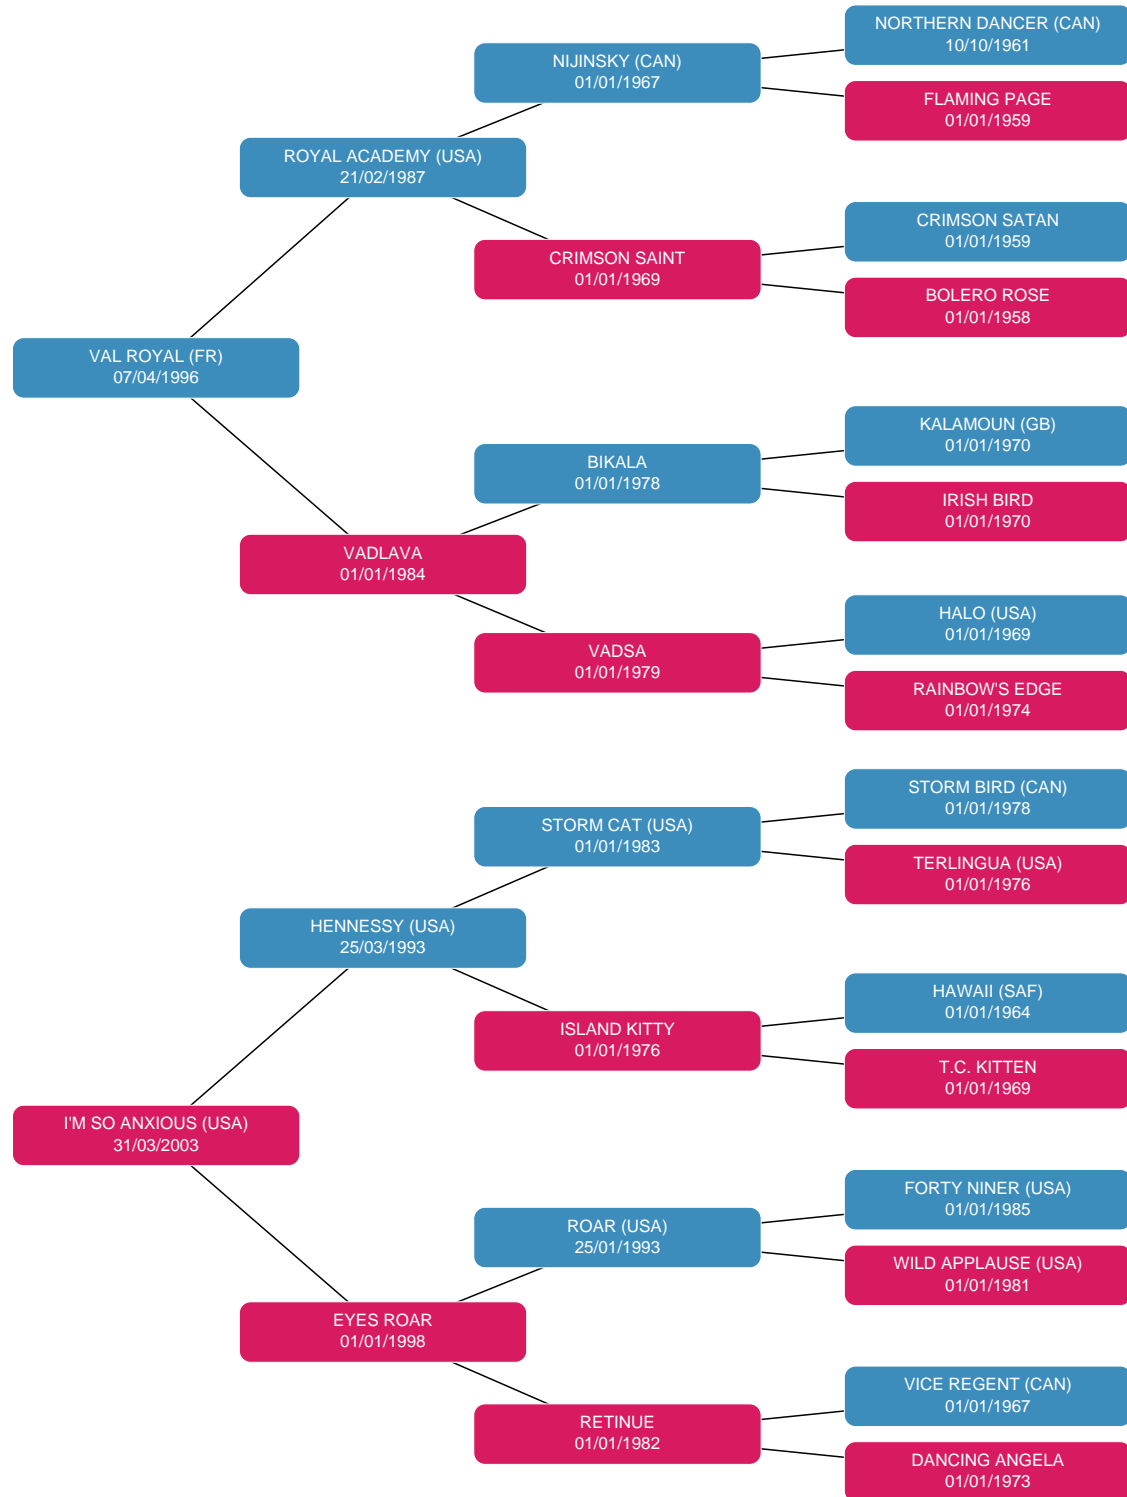 NORTHERN DANCER (CAN)
10/10/1961
NIJINSKY (CAN)
01/01/1967
FLAMING PAGE
01/01/1959
ROYAL ACADEMY (USA)
21/02/1987
CRIMSON SATAN
01/01/1959
CRIMSON SAINT
01/01/1969
BOLERO ROSE
01/01/1958
VAL ROYAL (FR)
07/04/1996
KALAMOUN (GB)
01/01/1970
BIKALA
01/01/1978
IRISH BIRD
01/01/1970
VADLAVA
01/01/1984
HALO (USA)
01/01/1969
VADSA
01/01/1979
RAINBOW'S EDGE
01/01/1974
STORM BIRD (CAN)
01/01/1978
STORM CAT (USA)
01/01/1983
TERLINGUA (USA)
01/01/1976
HENNESSY (USA)
25/03/1993
HAWAII (SAF)
01/01/1964
ISLAND KITTY
01/01/1976
T.C. KITTEN
01/01/1969
I'M SO ANXIOUS (USA)
31/03/2003
FORTY NINER (USA)
01/01/1985
ROAR (USA)
25/01/1993
WILD APPLAUSE (USA)
01/01/1981
EYES ROAR
01/01/1998
VICE REGENT (CAN)
01/01/1967
RETINUE
01/01/1982
DANCING ANGELA
01/01/1973